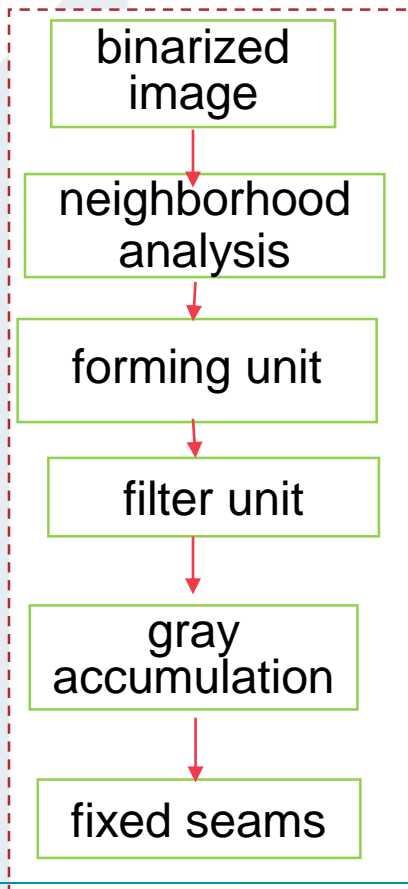 binarized
image
neighborhood
analysis
forming unit
filter unit
gray
accumulation
fixed seams